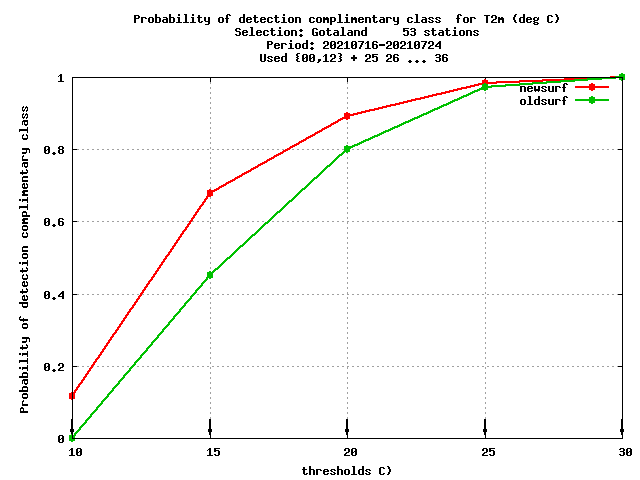 Probability of detection complimentary class  for T2m (deg C)
Selection: Gotaland     53 stations
Period: 20210716-20210724
Used {00,12} + 25 26 ... 36
newsurf
oldsurf
Probability of detection complimentary class
1
0.8
0.6
0.4
0.2
0
10 15 20 25 30
thresholds C)